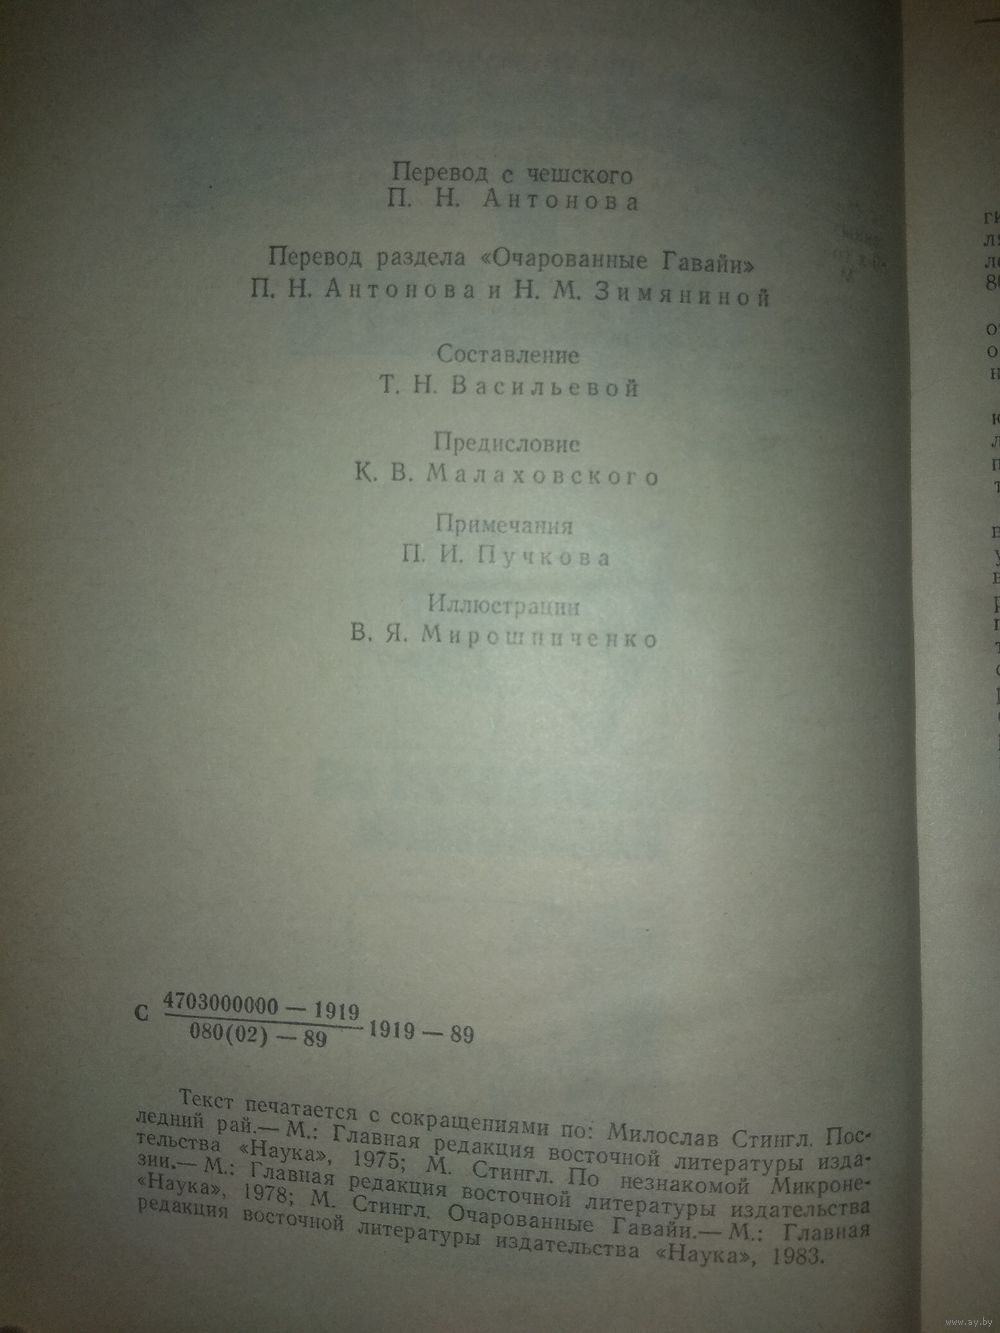 Перевод с чешского
П. Н. Антонова
Перевод раздела «Очарованные Гавайи»
П. Н. Антонова и Н. М. Зимяниной
Составление
Т. Н. Васильевой
Предисловие
К. В. Малаховского
Примечания
П. И. Пучкова
Иллюстрации
В. Я. Мирошниченко
С 4703000000 — 1919
080(02) — 89
1919 — 89
Текст печатается с сокращениями по: Милослав Стингл. Пос-
ледний рай.— М.: Главная редакция восточной литературы изда-
тельства «Наука», 1975; М. Стингл. По незнакомой Микроне-
зии.— М.: Главная редакция восточной литературы издательства
«Наука», 1978; М. Стингл. Очарованные Гавайи.— М.: Главная
редакция восточной литературы издательства «Наука», 1983.
www.ay.by